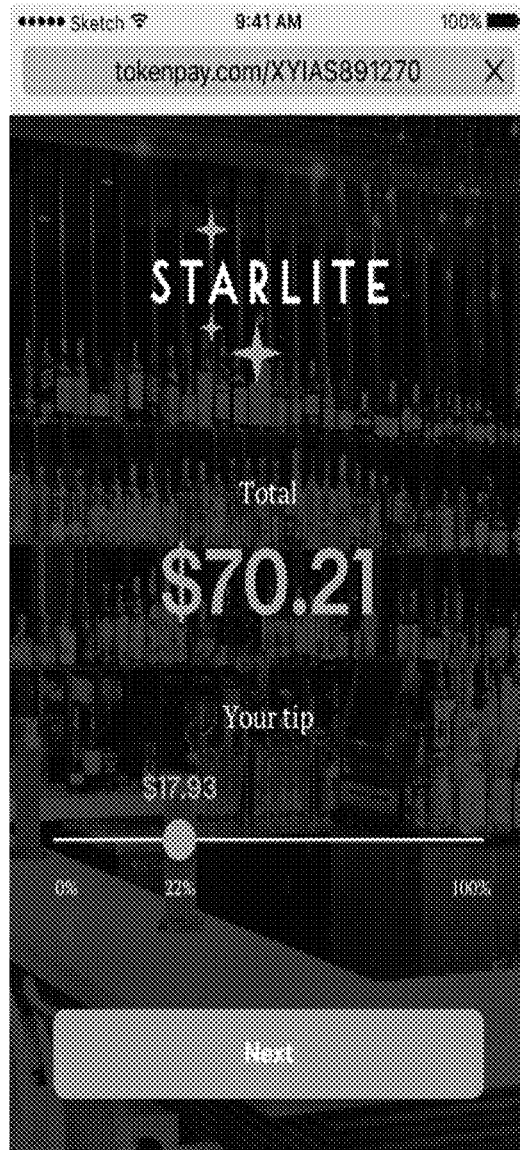 Sketch 9:41 AM 100%
tokenpay.com/XYIAS891270 X
STARLITE
Total
$70.21
Your tip
$17.93
0% 22% 100%
Next